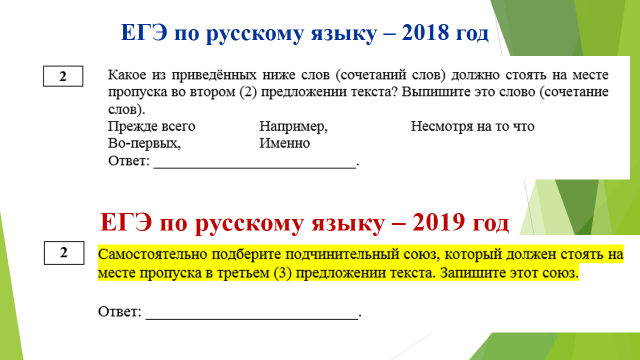 ЕГЭ по русскому языку – 2018 год
2
Какое из приведённых ниже слов (сочетаний слов) должно стоять на месте
пропуска во втором (2) предложении текста? Выпишите это слово (сочетание
слов).
Прежде всего Например, Несмотря на то что
Во-первых, Именно
Ответ: ___________________________.
ЕГЭ по русскому языку – 2019 год
2
Самостоятельно подберите подчинительный союз, который должен стоять на
месте пропуска в третьем (3) предложении текста. Запишите этот союз.
Ответ: ____________________________.